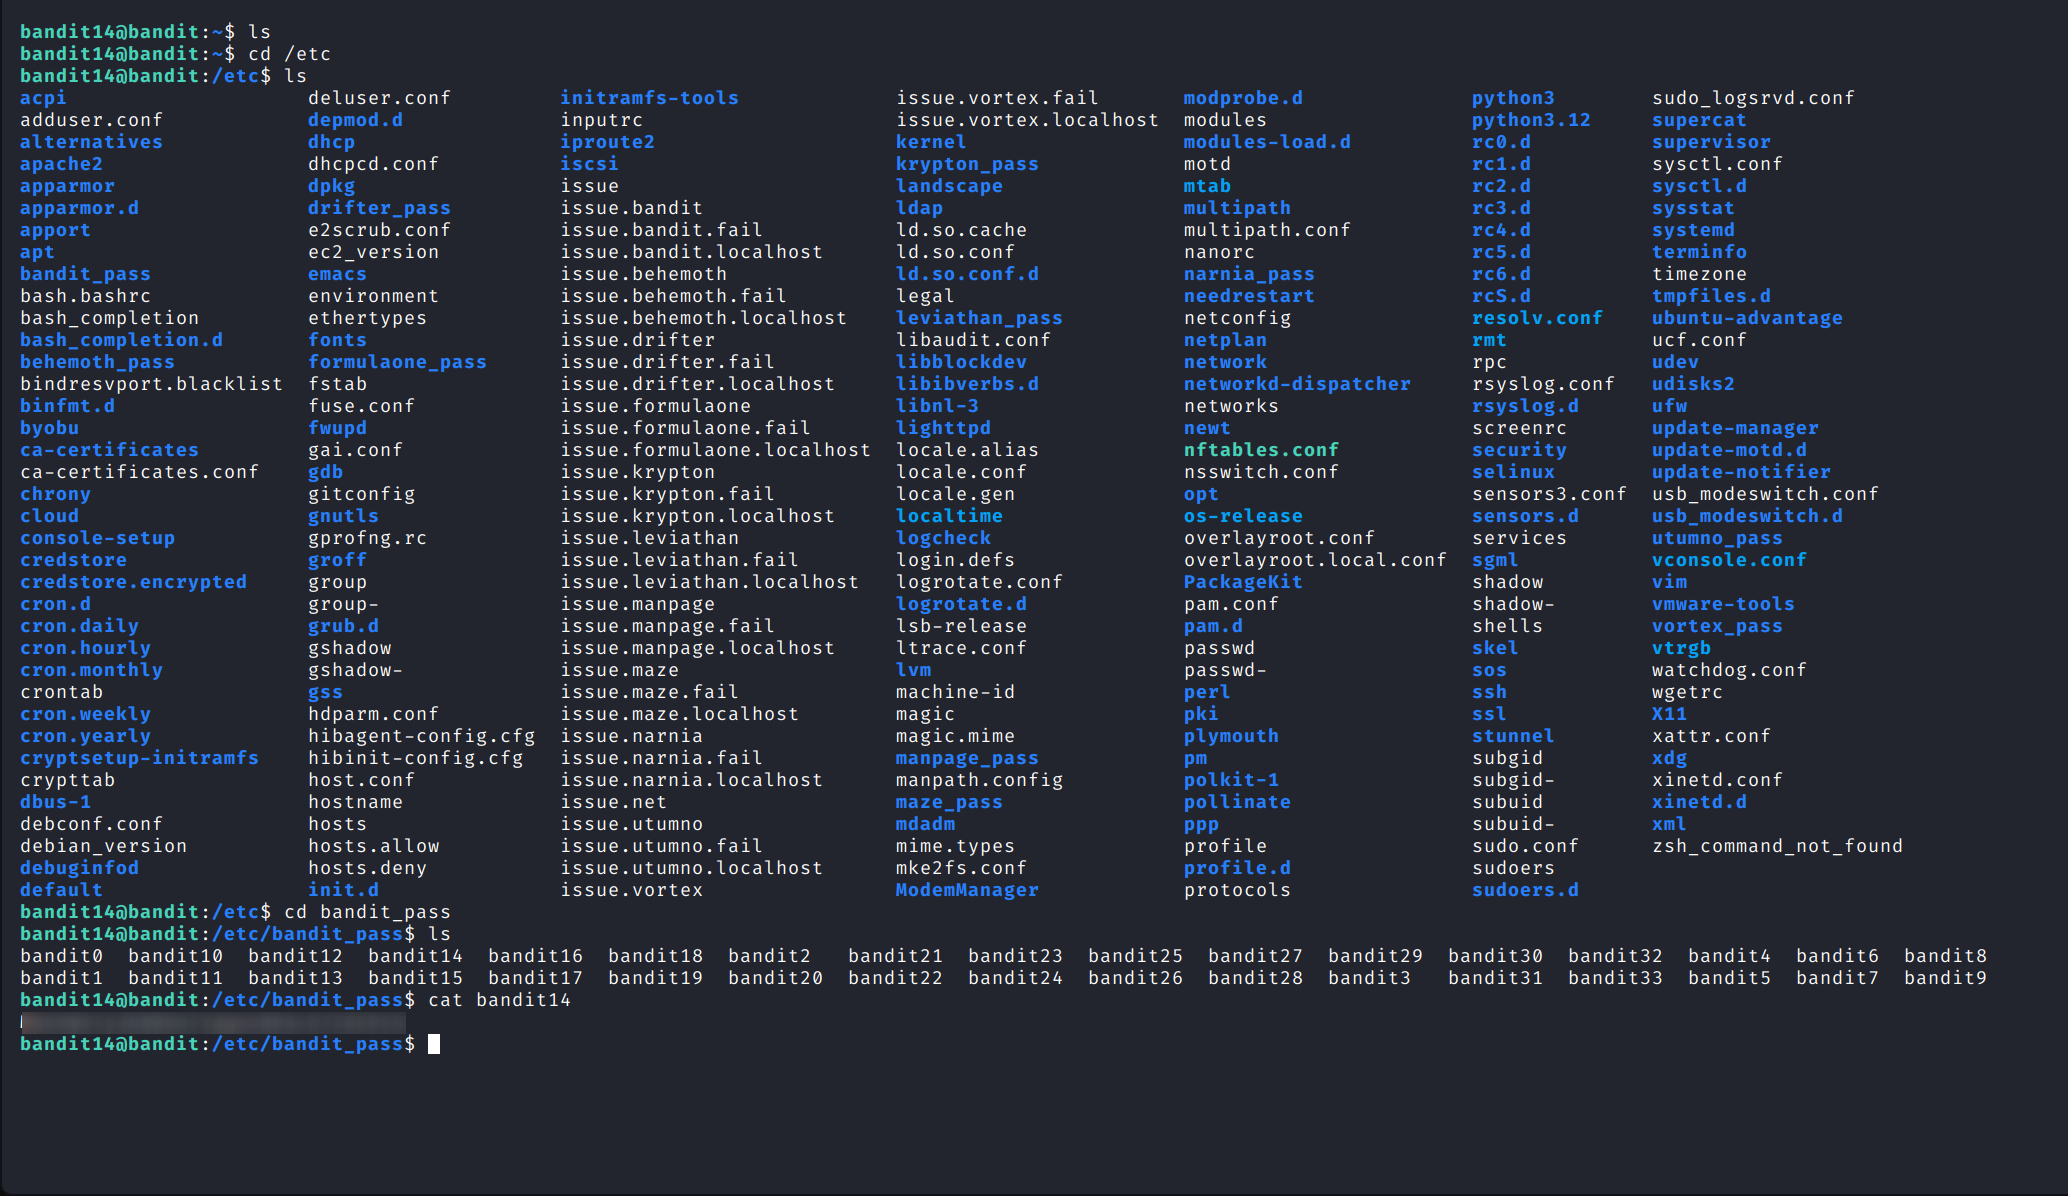 bandit14@bandit:~$ ls
bandit14@bandit:~$ cd /etc
bandit14@bandit:/etc$ ls
acpi deluser.conf initramfs-tools issue.vortex.fail modprobe.d python3 sudo_logsrvd.conf
adduser.conf depmod.d inputrc issue.vortex.localhost modules python3.12 supercat
alternatives dhcp iproute2 kernel modules-load.d rc0.d supervisor
apache2 dhcpcd.conf iscsi krypton_pass motd rc1.d sysctl.conf
apparmor dpkg issue landscape mtab rc2.d sysctl.d
apparmor.d drifter_pass issue.bandit ldap multipath rc3.d sysstat
apport e2scrub.conf issue.bandit.fail ld.so.cache multipath.conf rc4.d systemd
apt ec2_version issue.bandit.localhost ld.so.conf nanorc rc5.d terminfo
bandit_pass emacs issue.behemoth ld.so.conf.d narnia_pass rc6.d timezone
bash.bashrc environment issue.behemoth.fail legal needrestart rcS.d tmpfiles.d
bash_completion ethertypes issue.behemoth.localhost leviathan_pass netconfig resolv.conf ubuntu-advantage
bash_completion.d fonts issue.drifter libaudit.conf netplan rmt ucf.conf
behemoth_pass formulaone_pass issue.drifter.fail libblockdev network rpc udev
bindresvport.blacklist fstab issue.drifter.localhost libibverbs.d networkd-dispatcher rsyslog.conf udisks2
binfmt.d fuse.conf issue.formulaone libnl-3 networks rsyslog.d ufw
byobu fwupd issue.formulaone.fail lighttpd newt screenrc update-manager
ca-certificates gai.conf issue.formulaone.localhost locale.alias nftables.conf security update-motd.d
ca-certificates.conf gdb issue.krypton locale.conf nsswitch.conf selinux update-notifier
chrony gitconfig issue.krypton.fail locale.gen opt sensors3.conf usb_modeswitch.conf
cloud gnutls issue.krypton.localhost localtime os-release sensors.d usb_modeswitch.d
console-setup gprofng.rc issue.leviathan logcheck overlayroot.conf services utumno_pass
credstore groff issue.leviathan.fail login.defs overlayroot.local.conf sgml vconsole.conf
credstore.encrypted group issue.leviathan.localhost logrotate.conf PackageKit shadow vim
cron.d group- issue.manpage logrotate.d pam.conf shadow- vmware-tools
cron.daily grub.d issue.manpage.fail lsb-release pam.d shells vortex_pass
cron.hourly gshadow issue.manpage.localhost ltrace.conf passwd skel vtrgb
cron.monthly gshadow- issue.maze lvm passwd- sos watchdog.conf
crontab gss issue.maze.fail machine-id perl ssh wgetrc
cron.weekly hdparm.conf issue.maze.localhost magic pki ssl X11
cron.yearly hibagent-config.cfg issue.narnia magic.mime plymouth stunnel xattr.conf
cryptsetup-initramfs hibinit-config.cfg issue.narnia.fail manpage_pass pm subgid xdg
crypttab host.conf issue.narnia.localhost manpath.config polkit-1 subgid- xinetd.conf
dbus-1 hostname issue.net maze_pass pollinate subuid xinetd.d
debconf.conf hosts issue.utumno mdadm ppp subuid- xml
debian_version hosts.allow issue.utumno.fail mime.types profile sudo.conf zsh_command_not_found
debuginfod hosts.deny issue.utumno.localhost mke2fs.conf profile.d sudoers
default init.d issue.vortex ModemManager protocols sudoers.d
bandit14@bandit:/etc$ cd bandit_pass
bandit14@bandit:/etc/bandit_pass$ ls
bandit0 bandit10 bandit12 bandit14 bandit16 bandit18 bandit2 bandit21 bandit23 bandit25 bandit27 bandit29 bandit30 bandit32 bandit4 bandit6 bandit8
bandit1 bandit11 bandit13 bandit15 bandit17 bandit19 bandit20 bandit22 bandit24 bandit26 bandit28 bandit3 bandit31 bandit33 bandit5 bandit7 bandit9
bandit14@bandit:/etc/bandit_pass$ cat bandit14
bandit14@bandit:/etc/bandit_pass$